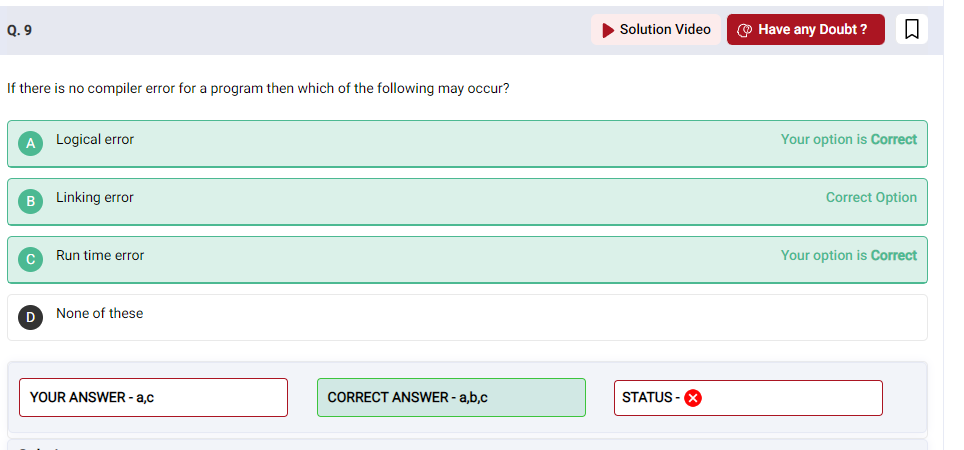 Q. 9
Solution Video
Have any Doubt ?
If there is no compiler error for a program then which of the following may occur?
A Logical error Your option is Correct
B Linking error Correct Option
C Run time error Your option is Correct
D None of these
YOUR ANSWER - a,c
CORRECT ANSWER - a,b,c
STATUS -